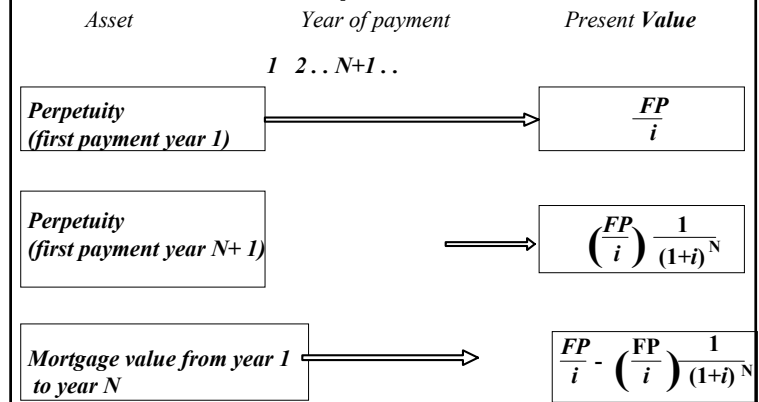 Asset Year of payment Present Value
1 2 . . N+1 . .
Perpetuity
(first payment year 1)
FP
i
Perpetuity
(first payment year N+ 1)
(FP/i) 1/(1+i)^N
Mortgage value from year 1
to year N
FP/i - (FP/i) 1/(1+i)^N